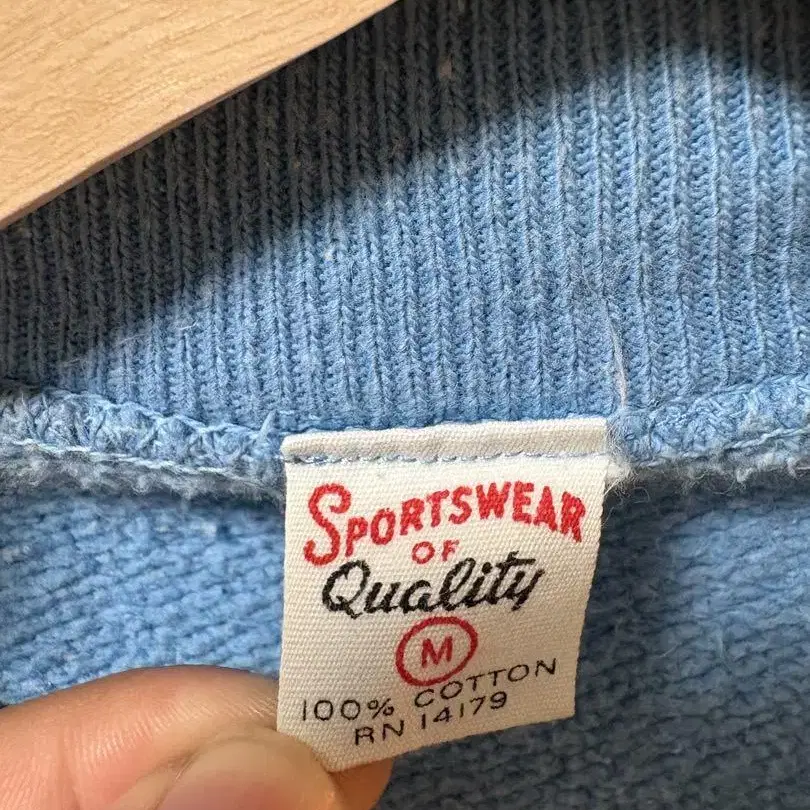 SPORTSWEAR
OF
Quality
M
100% COTTON
RN 14179